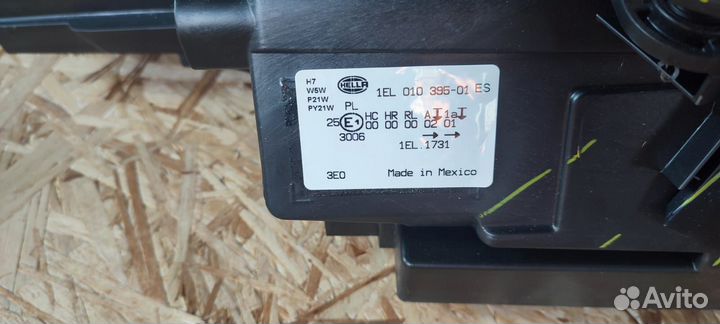 H7
W5W
P21W
PY21W
HELLA
1EL 010 395-01 ES
PL
25 E1 HC HR RL A 1a
00 00 00 02 01
3006
1EL.1731
3E0
Made in Mexico
Avito